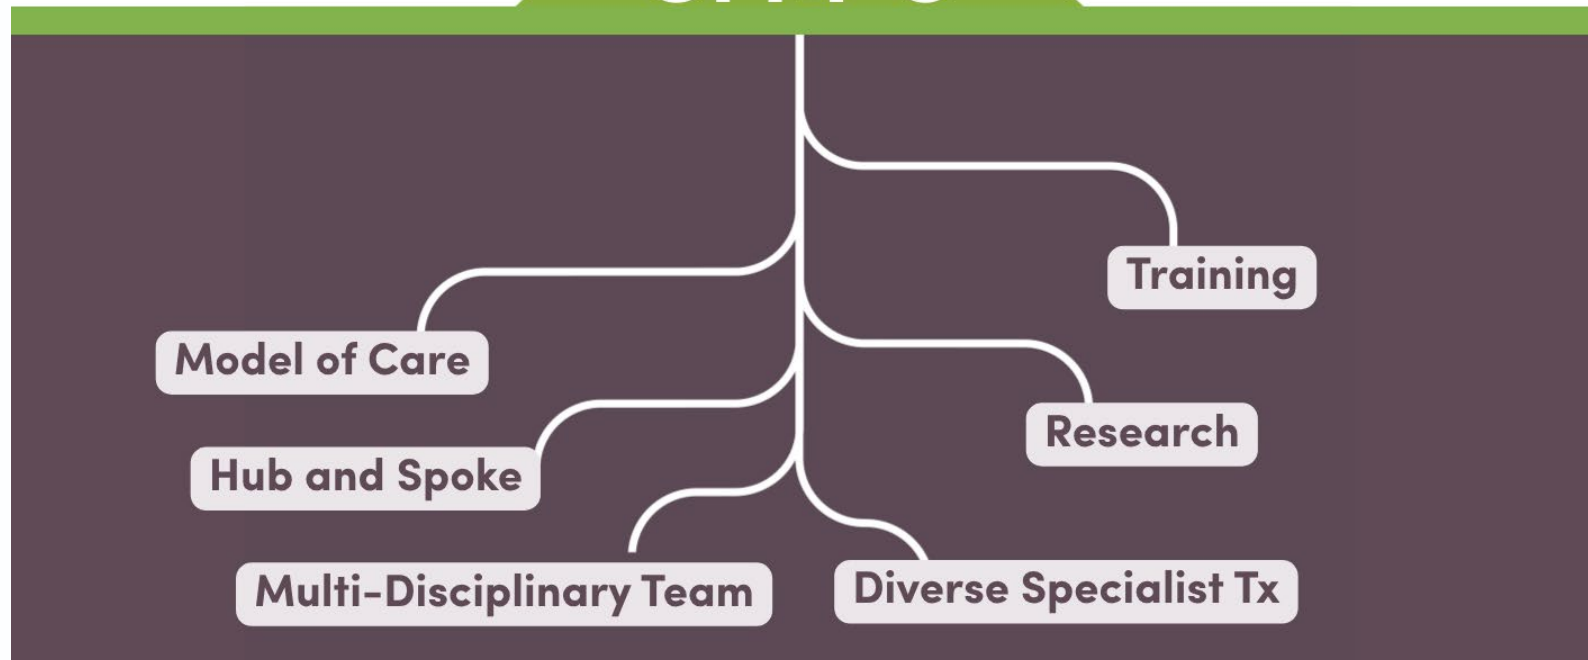 Training
Model of Care
Research
Hub and Spoke
Multi-Disciplinary Team
Diverse Specialist Tx